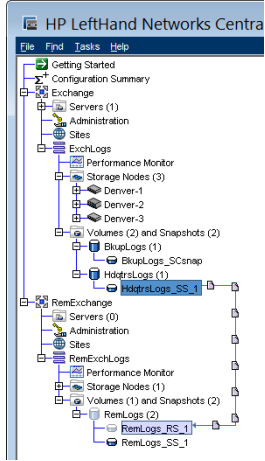 HP LeftHand Networks Centra
File Find Tasks Help
Getting Started
Configuration Summary
Exchange
Servers (1)
Administration
Sites
ExchLogs
Performance Monitor
Storage Nodes (3)
Denver-1
Denver-2
Denver-3
Volumes (2) and Snapshots (2)
BkupLogs (1)
BkupLogs_SCsnap
HdqtrsLogs (1)
HdqtrsLogs_SS_1
RemExchange
Servers (0)
Administration
Sites
RemExchLogs
Performance Monitor
Storage Nodes (1)
Volumes (1) and Snapshots (2)
RemLogs (2)
RemLogs_RS_1
RemLogs_SS_1